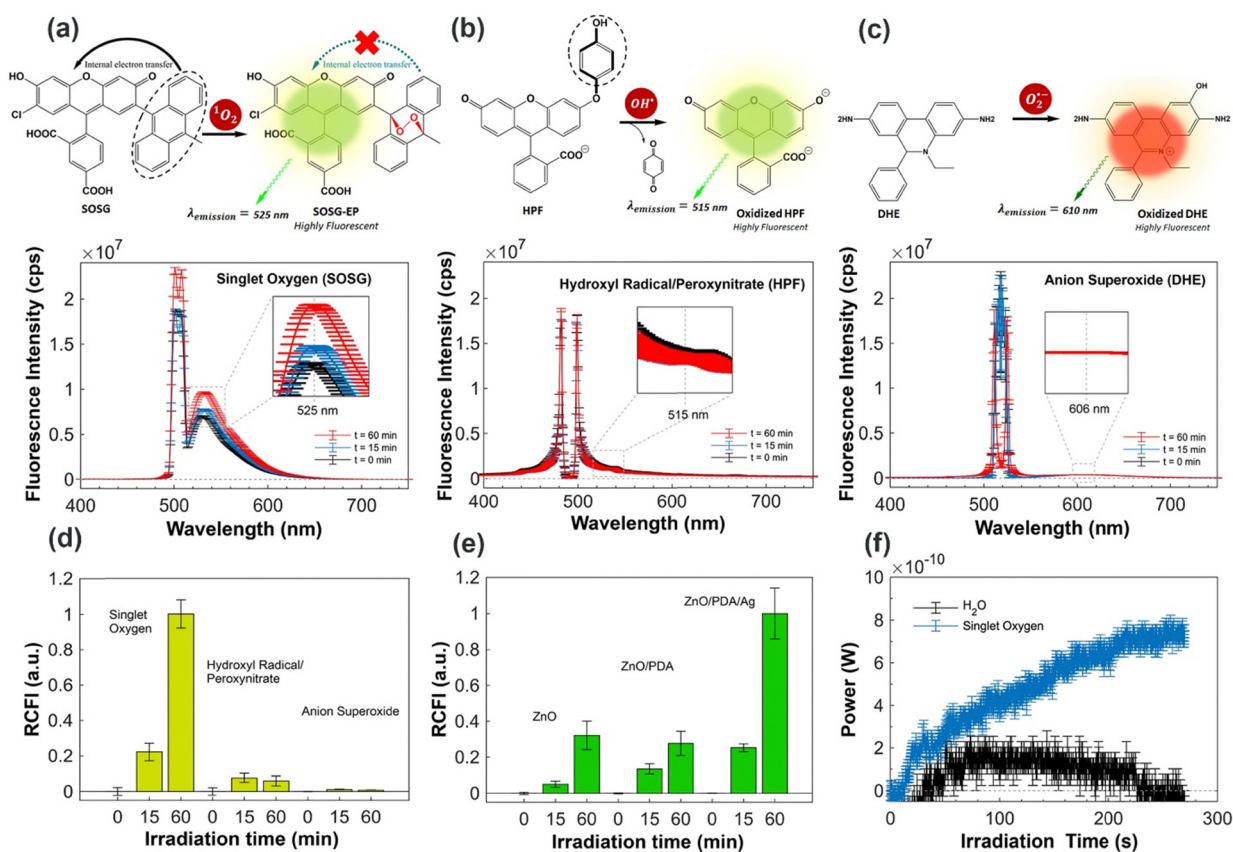 (a)
Internal electron transfer
HO
O
O
Cl
HOOC
COOH
SOSG
¹O₂
Internal electron transfer
HO
O
O
Cl
O
O
HOOC
COOH
λemission = 525 nm
SOSG-EP
Highly Fluorescent
(b)
OH
O
O
O
COO⊖
HPF
OH•
O
O
O
O
O⊖
COO⊖
λemission = 515 nm
Oxidized HPF
Highly Fluorescent
(c)
2HN
NH2
N
DHE
O₂•−
OH
2HN
NH2
N⊕
λemission = 610 nm
Oxidized DHE
Highly Fluorescent
×10⁷
Singlet Oxygen (SOSG)
525 nm
t = 60 min
t = 15 min
t = 0 min
Fluorescnce Intensity (cps)
2.5
2
1.5
1
0.5
0
400 500 600 700
Wavelength (nm)
×10⁷
Hydroxyl Radical/Peroxynitrate (HPF)
515 nm
t = 60 min
t = 15 min
t = 0 min
Fluorescnce Intensity (cps)
2.5
2
1.5
1
0.5
0
400 500 600 700
Wavelength (nm)
×10⁷
Anion Superoxide (DHE)
606 nm
t = 60 min
t = 15 min
t = 0 min
Fluorescnce Intensity (cps)
2.5
2
1.5
1
0.5
0
400 500 600 700
Wavelength (nm)
(d)
RCFI (a.u.)
1.2
1
0.8
0.6
0.4
0.2
0
Singlet
Oxygen
Hydroxyl Radical/
Peroxynitrate
Anion Superoxide
0 15 60 0 15 60 0 15 60
Irradiation time (min)
(e)
RCFI (a.u.)
1.2
1
0.8
0.6
0.4
0.2
0
ZnO
ZnO/PDA
ZnO/PDA/Ag
0 15 60 0 15 60 0 15 60
Irradiation time (min)
(f)
×10⁻¹⁰
Power (W)
10
8
6
4
2
0
H₂O
Singlet Oxygen
0 100 200 300
Irradiation Time (s)